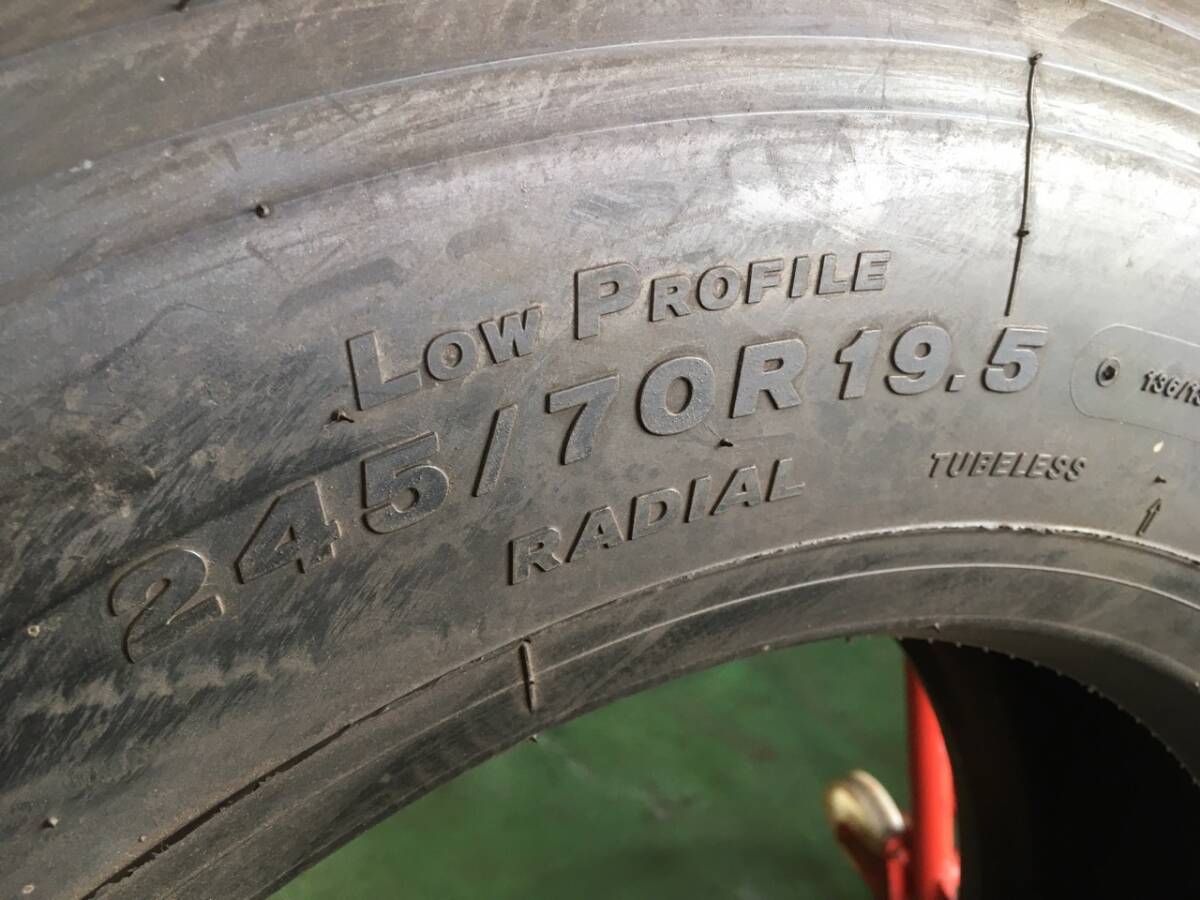 LOW PROFILE
245/70R19.5
RADIAL
TUBELESS